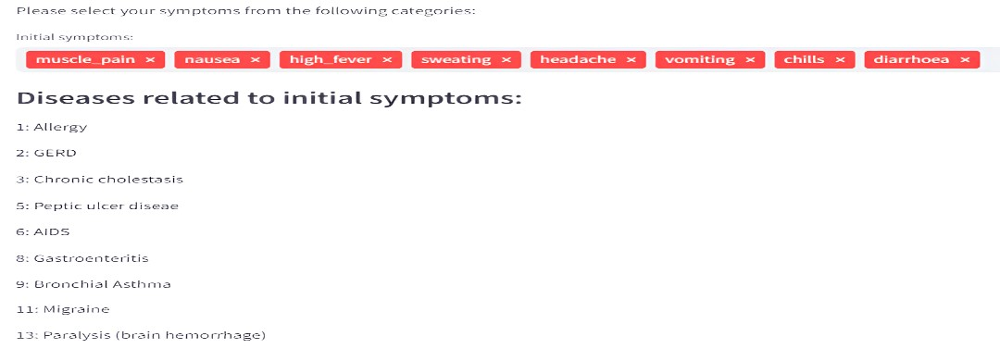 Please select your symptoms from the following categories:
Initial symptoms:
muscle_pain × nausea × high_fever × sweating × headache × vomiting × chills × diarrhoea ×
Diseases related to initial symptoms:
1: Allergy
2: GERD
3: Chronic cholestasis
5: Peptic ulcer diseae
6: AIDS
8: Gastroenteritis
9: Bronchial Asthma
11: Migraine
13: Paralysis (brain hemorrhage)